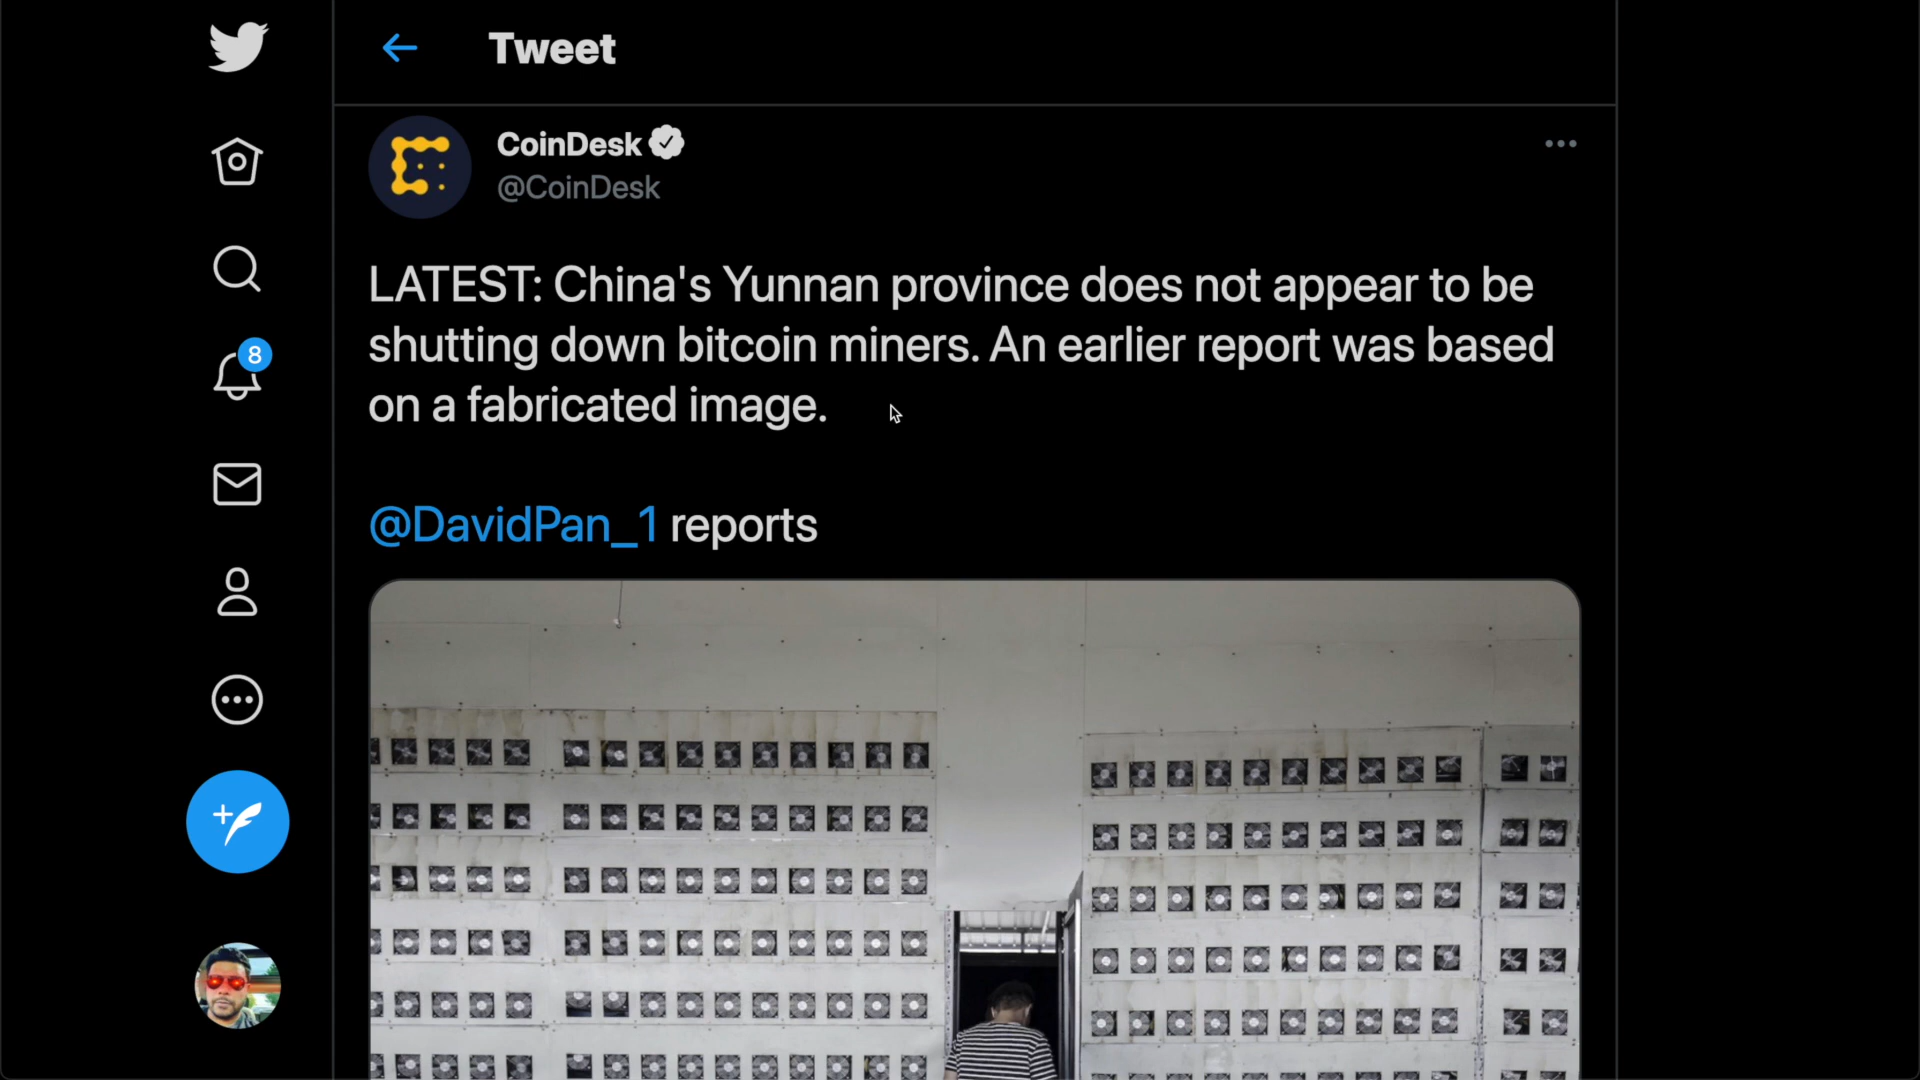 Tweet
CoinDesk
@CoinDesk
LATEST: China's Yunnan province does not appear to be
shutting down bitcoin miners. An earlier report was based
on a fabricated image.
@DavidPan_1 reports
8